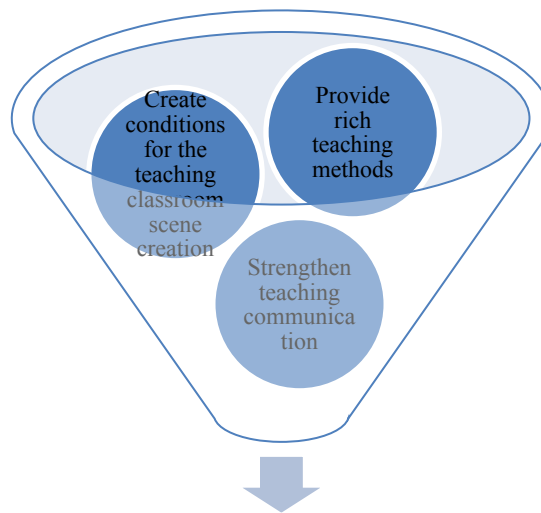 Create
conditions
for the
teaching
classroom
scene
creation
Provide
rich
teaching
methods
Strengthen
teaching
communica
tion